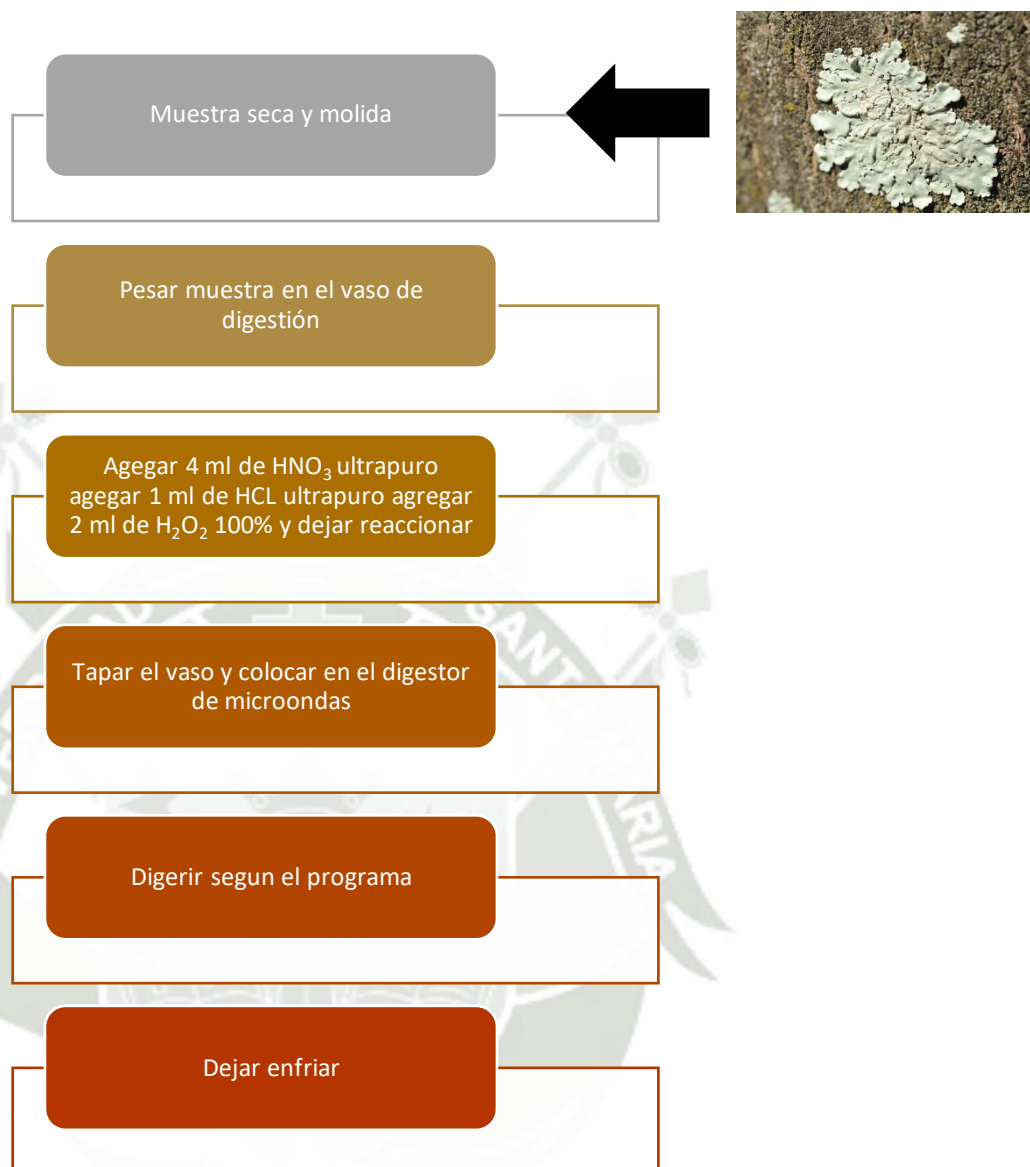 Muestra seca y molida
Pesar muestra en el vaso de
digestión
Agegar 4 ml de HNO₃ ultrapuro
agegar 1 ml de HCL ultrapuro agregar
2 ml de H₂O₂ 100% y dejar reaccionar
Tapar el vaso y colocar en el digestor
de microondas
Digerir segun el programa
Dejar enfriar
SANTA MARIA